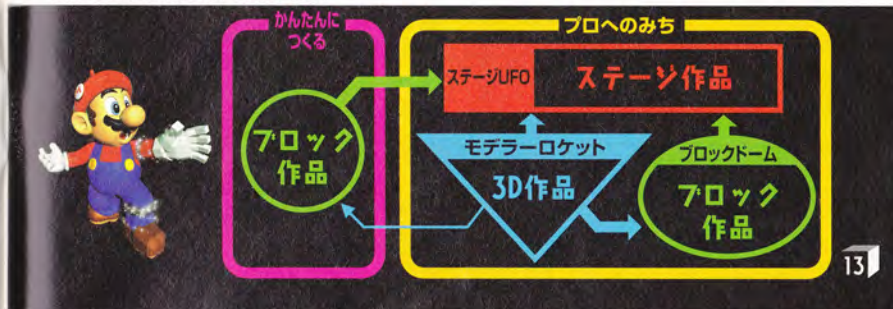 かんたんに
つくる
ブロック
作品
プロへのみち
ステージUFO
ステージ作品
モデラーロケット
3D作品
ブロックドーム
ブロック
作品
13